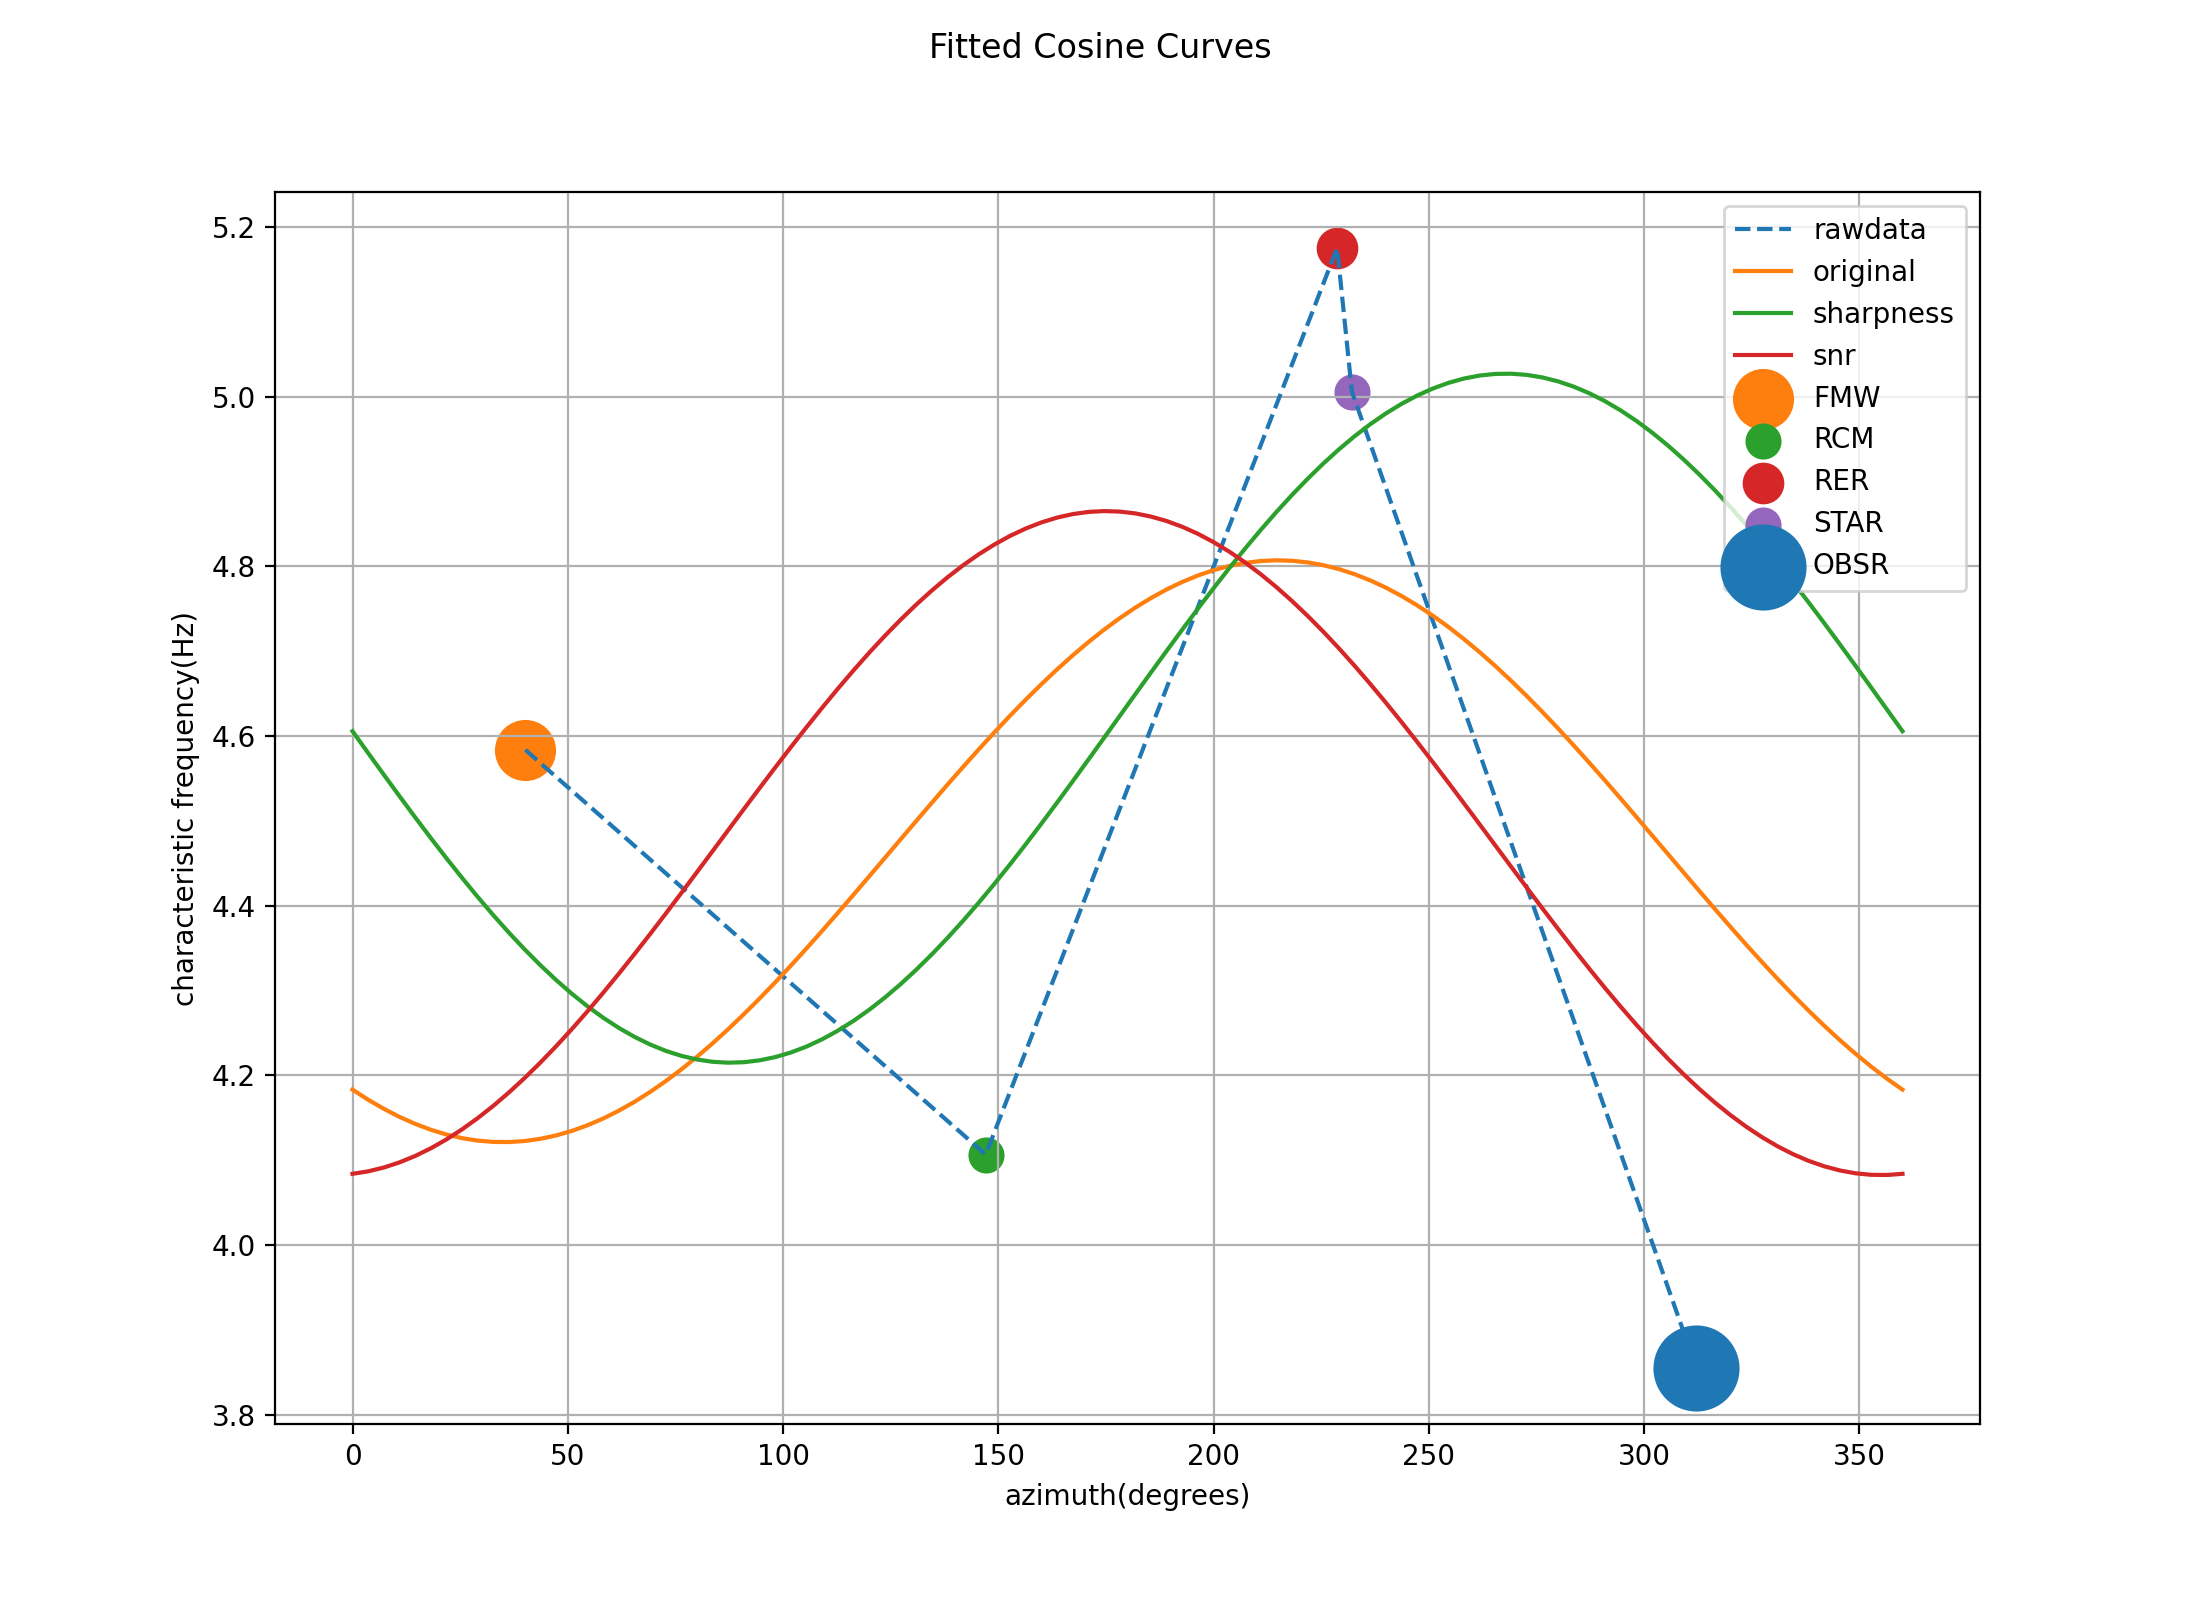 Fitted Cosine Curves
5.2
5.0
4.8
4.6
4.4
4.2
4.0
3.8
characteristic frequency(Hz)
rawdata
original
sharpness
snr
FMW
RCM
RER
STAR
OBSR
0 50 100 150 200 250 300 350
azimuth(degrees)